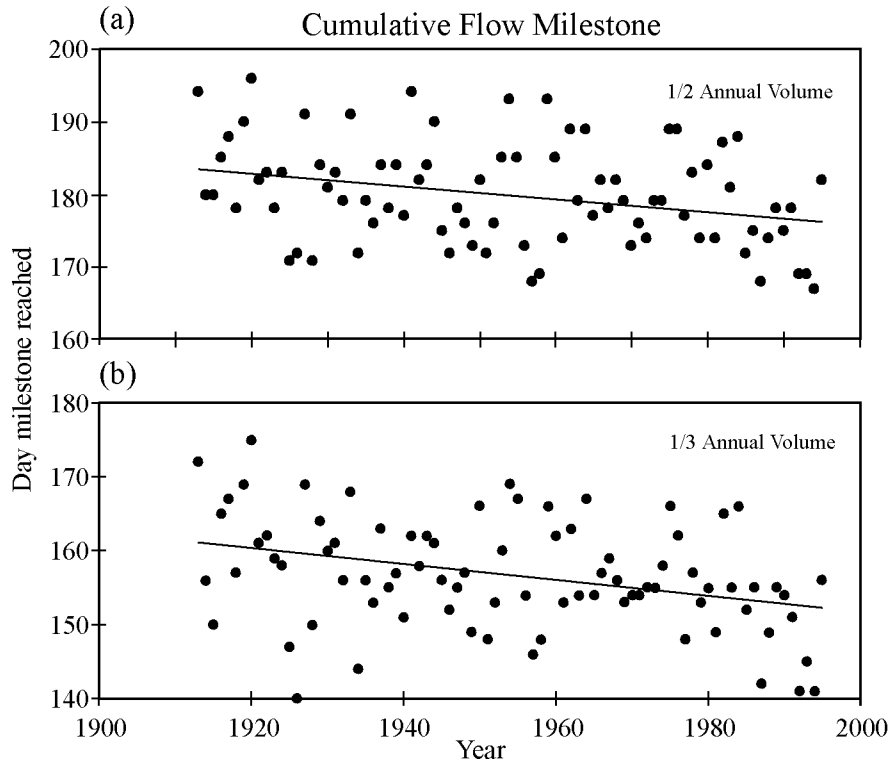 (a)
Cumulative Flow Milestone
200
1/2 Annual Volume
190
180
170
160
Day milestone reached
(b)
180
1/3 Annual Volume
170
160
150
140
1900
1920
1940
1960
1980
2000
Year